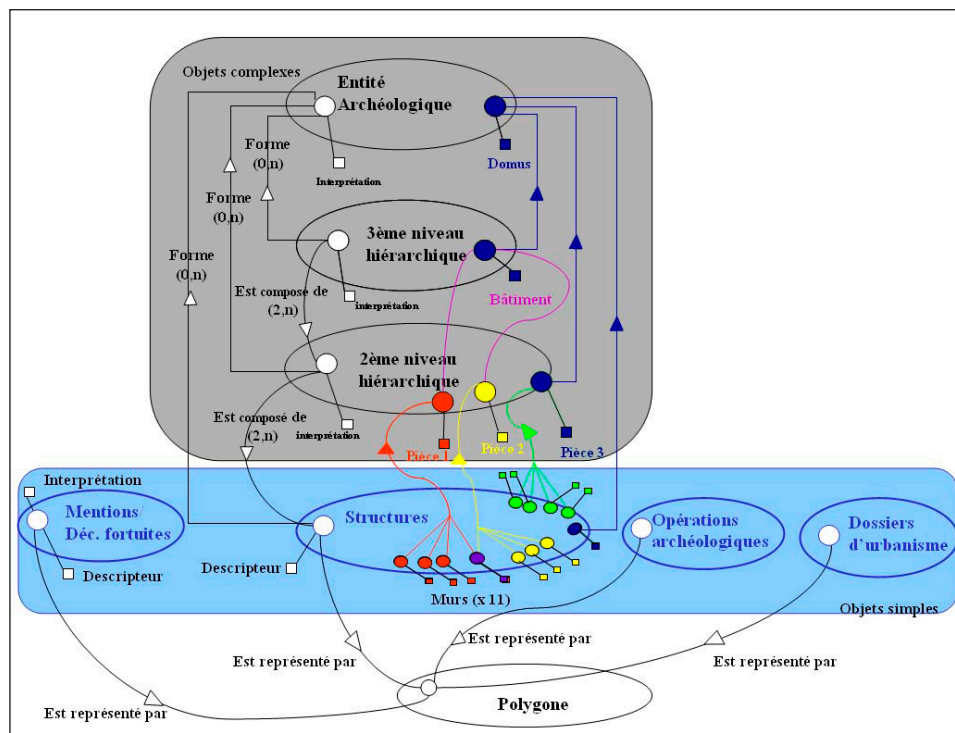 Objets complexes
Entité
Archéologique
Forme
(0,n)
Interprétation
Domus
Forme
(0,n)
3ème niveau
hiérarchique
Forme
(0,n)
Est composé de
(2,n)
interprétation
Bâtiment
2ème niveau
hiérarchique
Est composé de
(2,n)
interprétation
Pièce 1
Pièce 2
Pièce 3
Interprétation
Mentions/
Déc. fortuites
Structures
Opérations
archéologiques
Dossiers
d'urbanisme
Descripteur
Descripteur
Murs (x 11)
Objets simples
Est représenté par
Est représenté par
Est représenté par
Est représenté par
Polygone